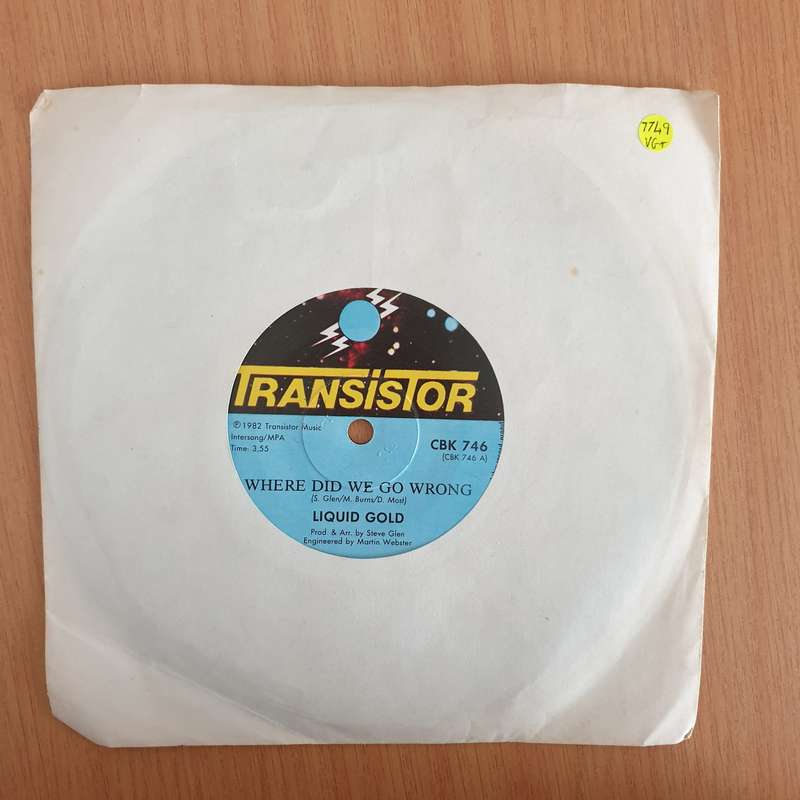 7749
VG+
TRANSISTOR
℗ 1982 Transistor Music
Intersong/MPA
Time: 3.55
CBK 746
(CBK 746 A)
WHERE DID WE GO WRONG
(S. Glen/M. Burns/D. Most)
LIQUID GOLD
Prod & Arr. by Steve Glen
Engineered by Martin Webster